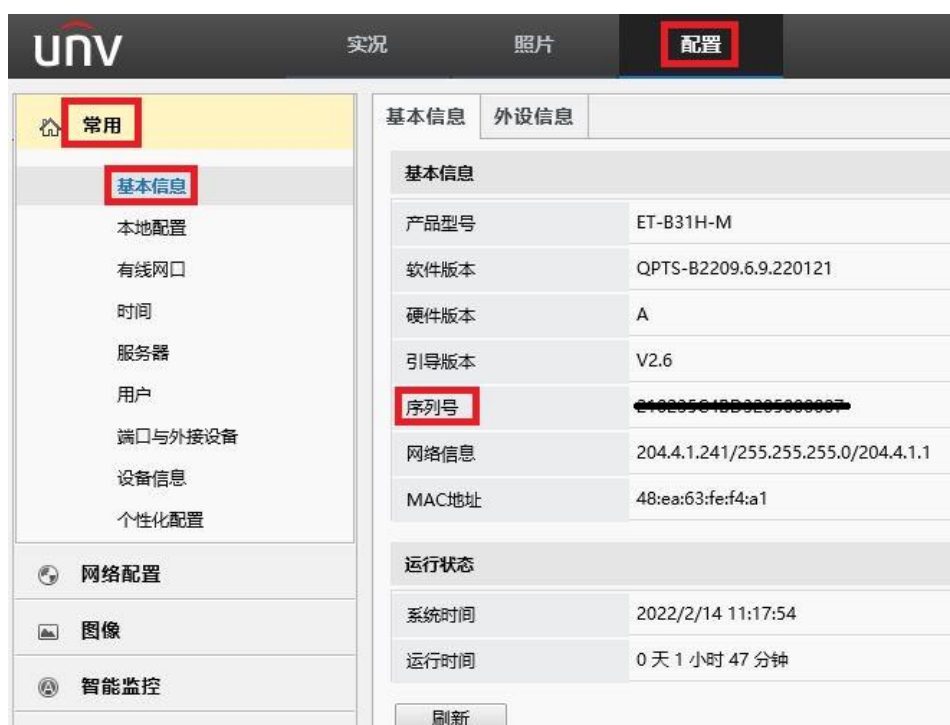 unv 实况 照片 配置
常用
基本信息
本地配置
有线网口
时间
服务器
用户
端口与外接设备
设备信息
个性化配置
网络配置
图像
智能监控
基本信息 外设信息
基本信息
产品型号 ET-B31H-M
软件版本 QPTS-B2209.6.9.220121
硬件版本 A
引导版本 V2.6
序列号
网络信息 204.4.1.241/255.255.255.0/204.4.1.1
MAC地址 48:ea:63:fe:f4:a1
运行状态
系统时间 2022/2/14 11:17:54
运行时间 0 天 1 小时 47 分钟
刷新